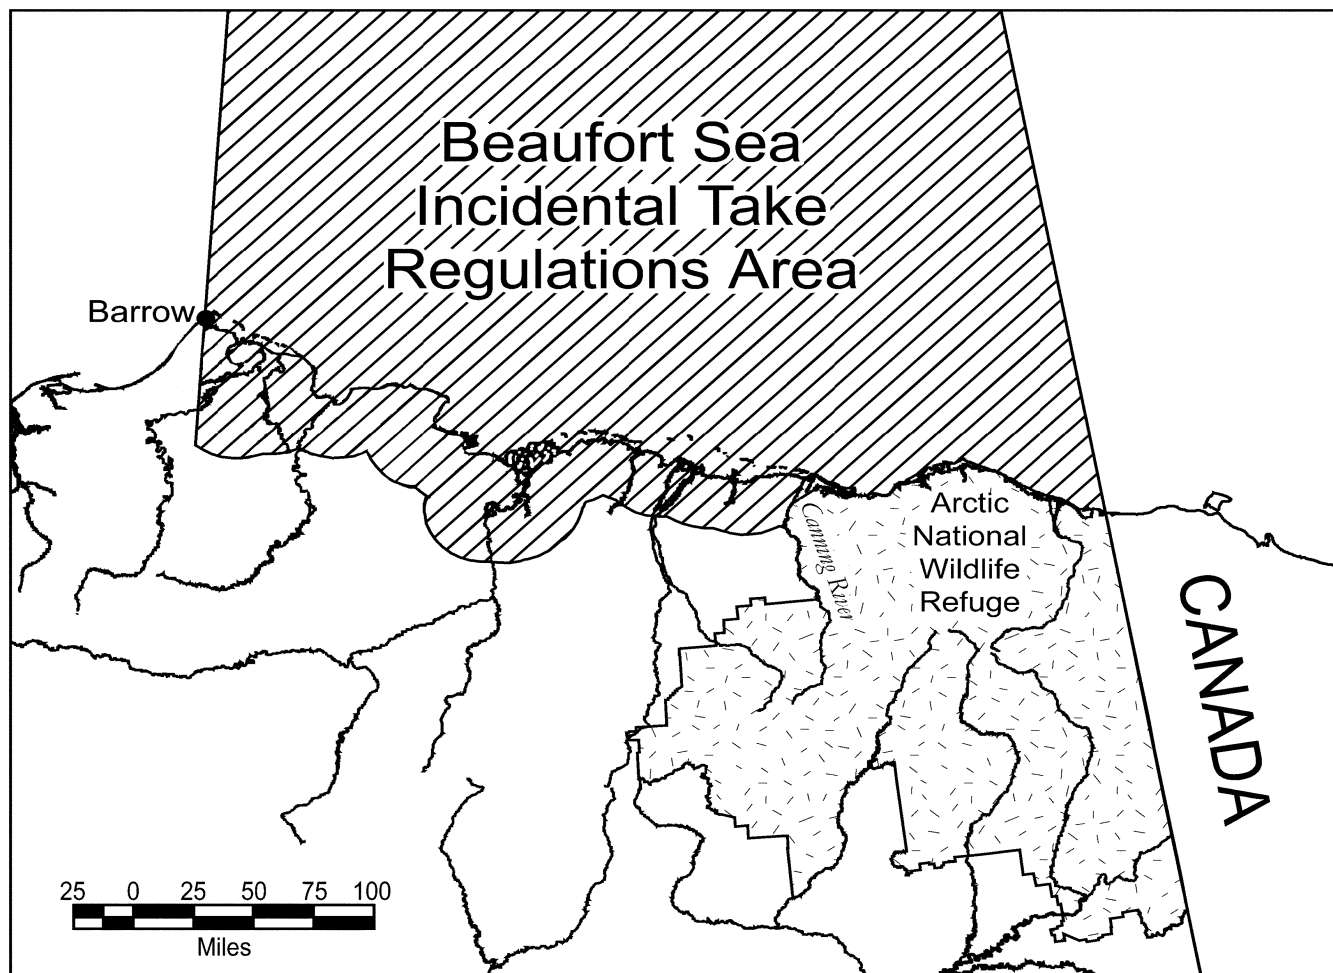 Beaufort Sea
Incidental Take
Regulations Area
Barrow
Arctic
National
Wildlife
Refuge
Canning River
CANADA
25 0 25 50 75 100
Miles